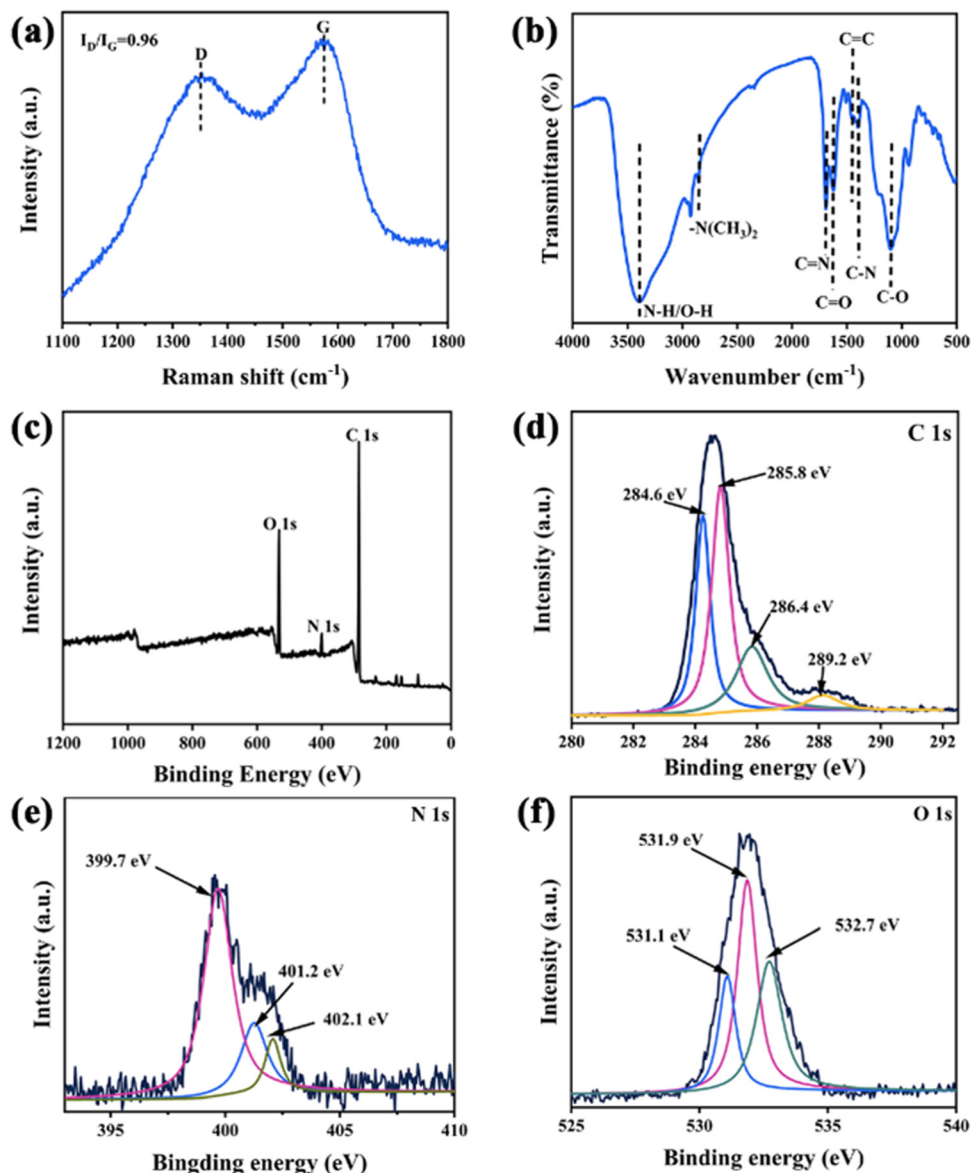 (a)
I_D/I_G=0.96
D
G
Intensity (a.u.)
1100 1200 1300 1400 1500 1600 1700 1800
Raman shift (cm⁻¹)
(b)
C=C
Transmittance (%)
-N(CH₃)₂
C=N
C-N
C=O
C-O
N-H/O-H
4000 3500 3000 2500 2000 1500 1000 500
Wavenumber (cm⁻¹)
(c)
C 1s
O 1s
N 1s
Intensity (a.u.)
1200 1000 800 600 400 200 0
Binding Energy (eV)
(d)
C 1s
285.8 eV
284.6 eV
286.4 eV
289.2 eV
Intensity (a.u.)
280 282 284 286 288 290 292
Binding energy (eV)
(e)
N 1s
399.7 eV
401.2 eV
402.1 eV
Intensity (a.u.)
395 400 405 410
Bingding energy (eV)
(f)
O 1s
531.9 eV
531.1 eV
532.7 eV
Intensity (a.u.)
525 530 535 540
Binding energy (eV)